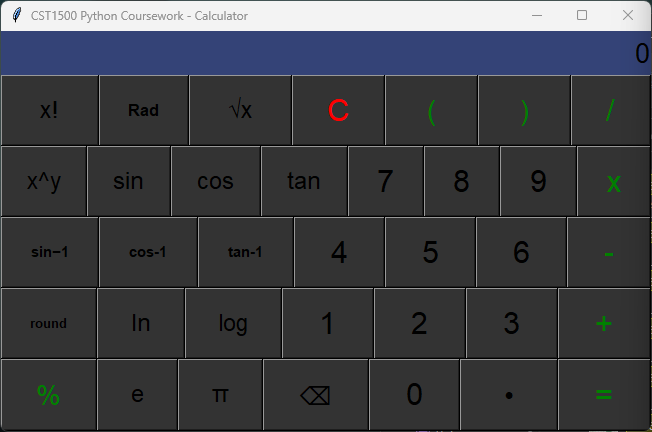 CST1500 Python Coursework - Calculator
0
x! Rad √x C ( ) /
x^y sin cos tan 7 8 9 x
sin−1 cos-1 tan-1 4 5 6 -
round ln log 1 2 3 +
% e π ⌫ 0 • =